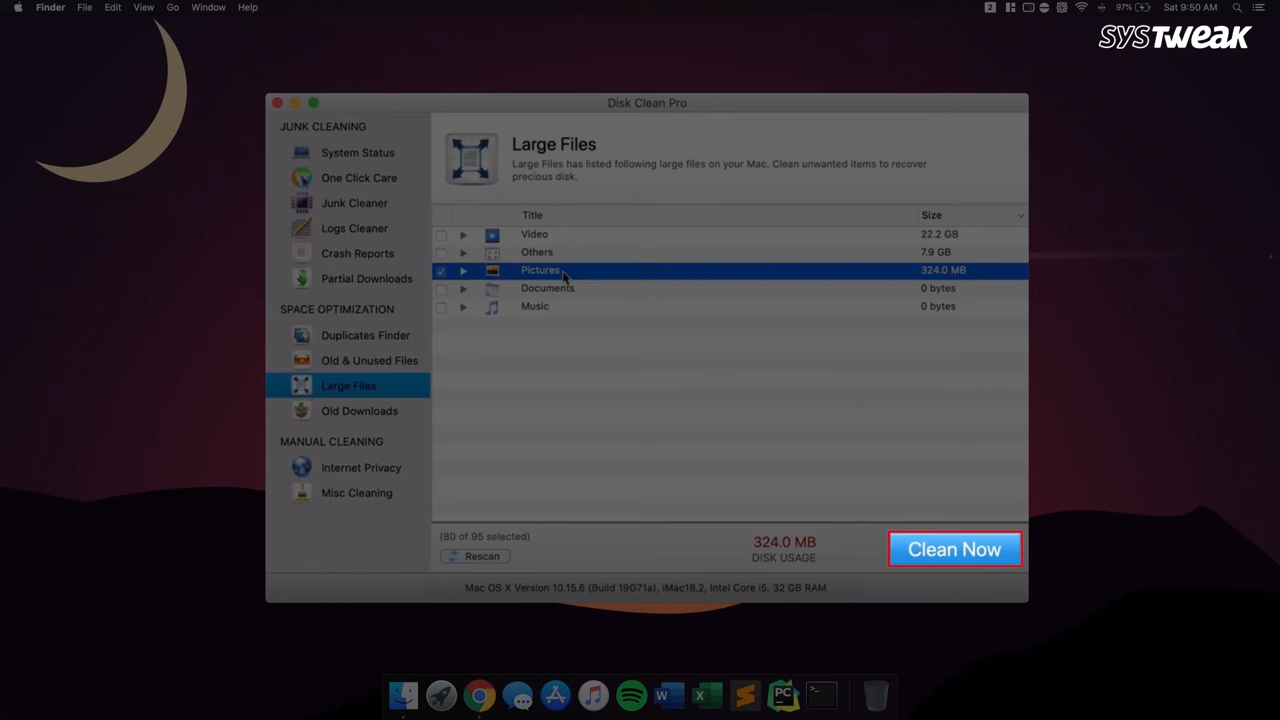 Finder File Edit View Go Window Help
2 97% Sat 9:50 AM
SYSTweak
Disk Clean Pro
JUNK CLEANING
System Status
One Click Care
Junk Cleaner
Logs Cleaner
Crash Reports
Partial Downloads
SPACE OPTIMIZATION
Duplicates Finder
Old & Unused Files
Large Files
Old Downloads
MANUAL CLEANING
Internet Privacy
Misc Cleaning
Large Files
Large Files has listed following large files on your Mac. Clean unwanted items to recover
precious disk.
Title Size
Video 22.2 GB
Others 7.9 GB
Pictures 324.0 MB
Documents 0 bytes
Music 0 bytes
(80 of 95 selected)
Rescan
324.0 MB
DISK USAGE
Clean Now
Mac OS X Version 10.15.6 (Build 19G71a), iMac18,2, Intel Core i5, 32 GB RAM
W X S PC >_